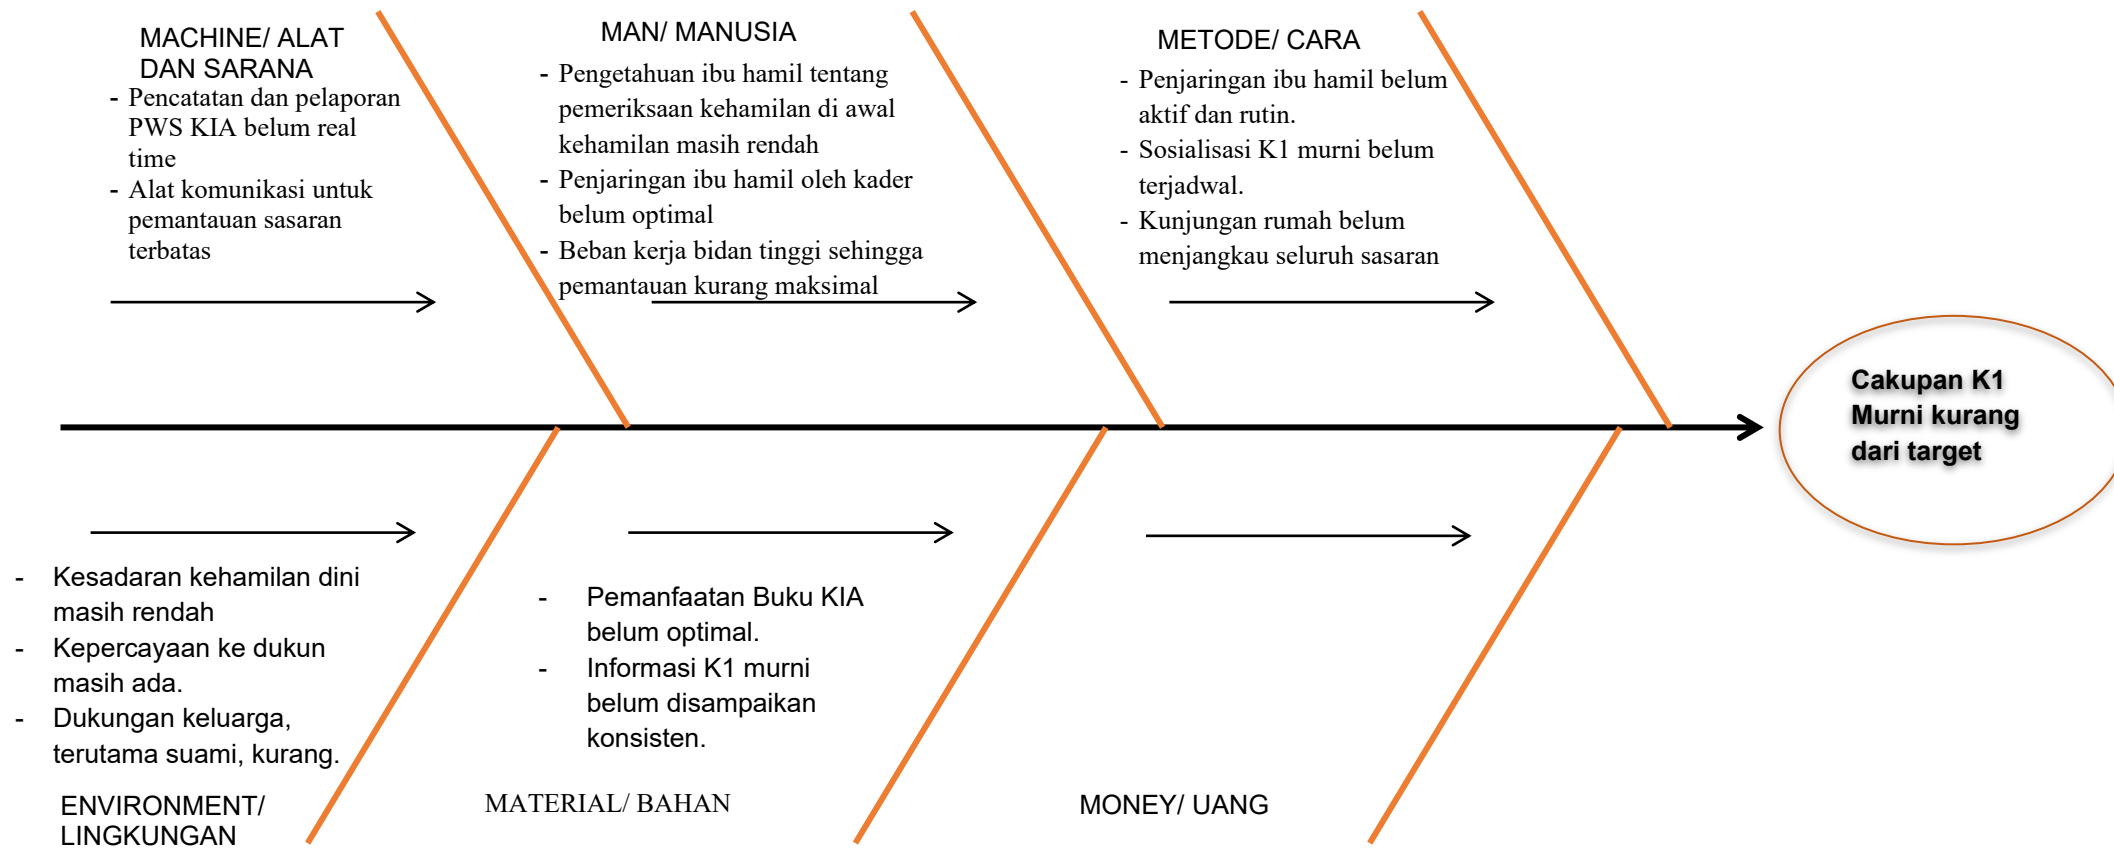 MACHINE/ ALAT
DAN SARANA
- Pencatatan dan pelaporan
PWS KIA belum real
time
- Alat komunikasi untuk
pemantauan sasaran
terbatas
MAN/ MANUSIA
- Pengetahuan ibu hamil tentang
pemeriksaan kehamilan di awal
kehamilan masih rendah
- Penjaringan ibu hamil oleh kader
belum optimal
- Beban kerja bidan tinggi sehingga
pemantauan kurang maksimal
METODE/ CARA
- Penjaringan ibu hamil belum
aktif dan rutin.
- Sosialisasi K1 murni belum
terjadwal.
- Kunjungan rumah belum
menjangkau seluruh sasaran
Cakupan K1
Murni kurang
dari target
- Kesadaran kehamilan dini
masih rendah
- Kepercayaan ke dukun
masih ada.
- Dukungan keluarga,
terutama suami, kurang.
ENVIRONMENT/
LINGKUNGAN
- Pemanfaatan Buku KIA
belum optimal.
- Informasi K1 murni
belum disampaikan
konsisten.
MATERIAL/ BAHAN
MONEY/ UANG